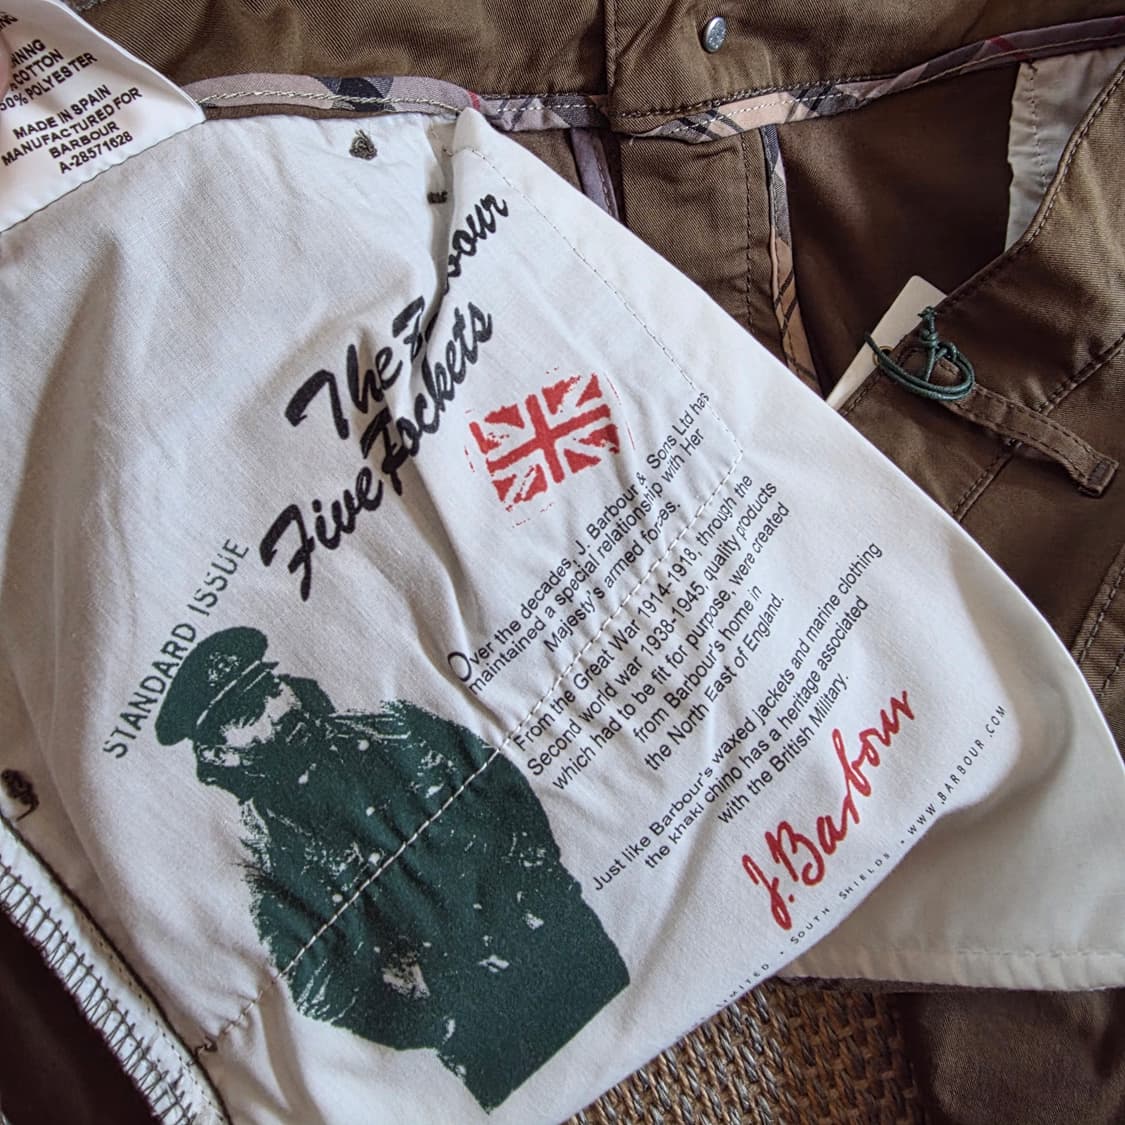 COTTON
POLYESTER
MADE IN SPAIN
MANUFACTURED FOR
BARBOUR
A-28571628
The
Five Pockets
STANDARD ISSUE
Over the decades, J. Barbour & Sons Ltd has
maintained a special relationship with Her
Majesty's armed forces.
From the Great War 1914-1918, through the
Second world war 1938-1945, quality products
which had to be fit for purpose, were created
from Barbour's home in
the North East of England.
Just like Barbour's waxed jackets and marine clothing
the khaki chino has a heritage associated
with the British Military.
J. Barbour
• SOUTH SHIELDS • WWW.BARBOUR.COM